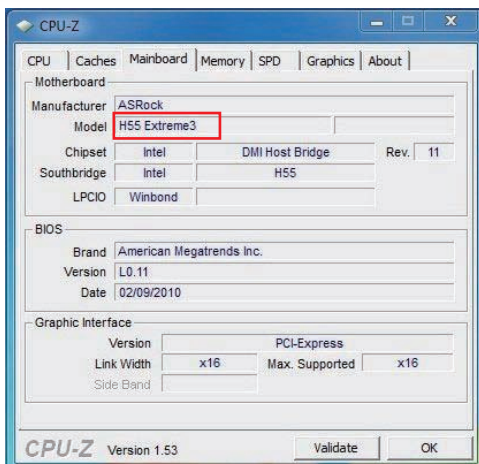 CPU-Z
CPU Caches Mainboard Memory SPD Graphics About
Motherboard
Manufacturer ASRock
Model H55 Extreme3
Chipset Intel DMI Host Bridge Rev. 11
Southbridge Intel H55
LPCIO Winbond
BIOS
Brand American Megatrends Inc.
Version L0.11
Date 02/09/2010
Graphic Interface
Version PCI-Express
Link Width x16 Max. Supported x16
Side Band
CPU-Z Version 1.53 Validate OK